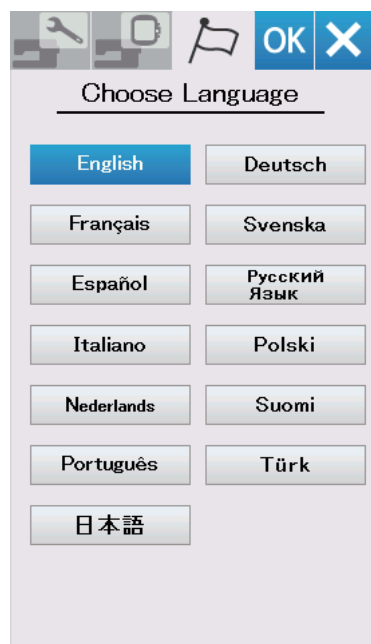 OK
Choose Language
English
Deutsch
Français
Svenska
Español
Русский
Язык
Italiano
Polski
Nederlands
Suomi
Português
Türk
日本語